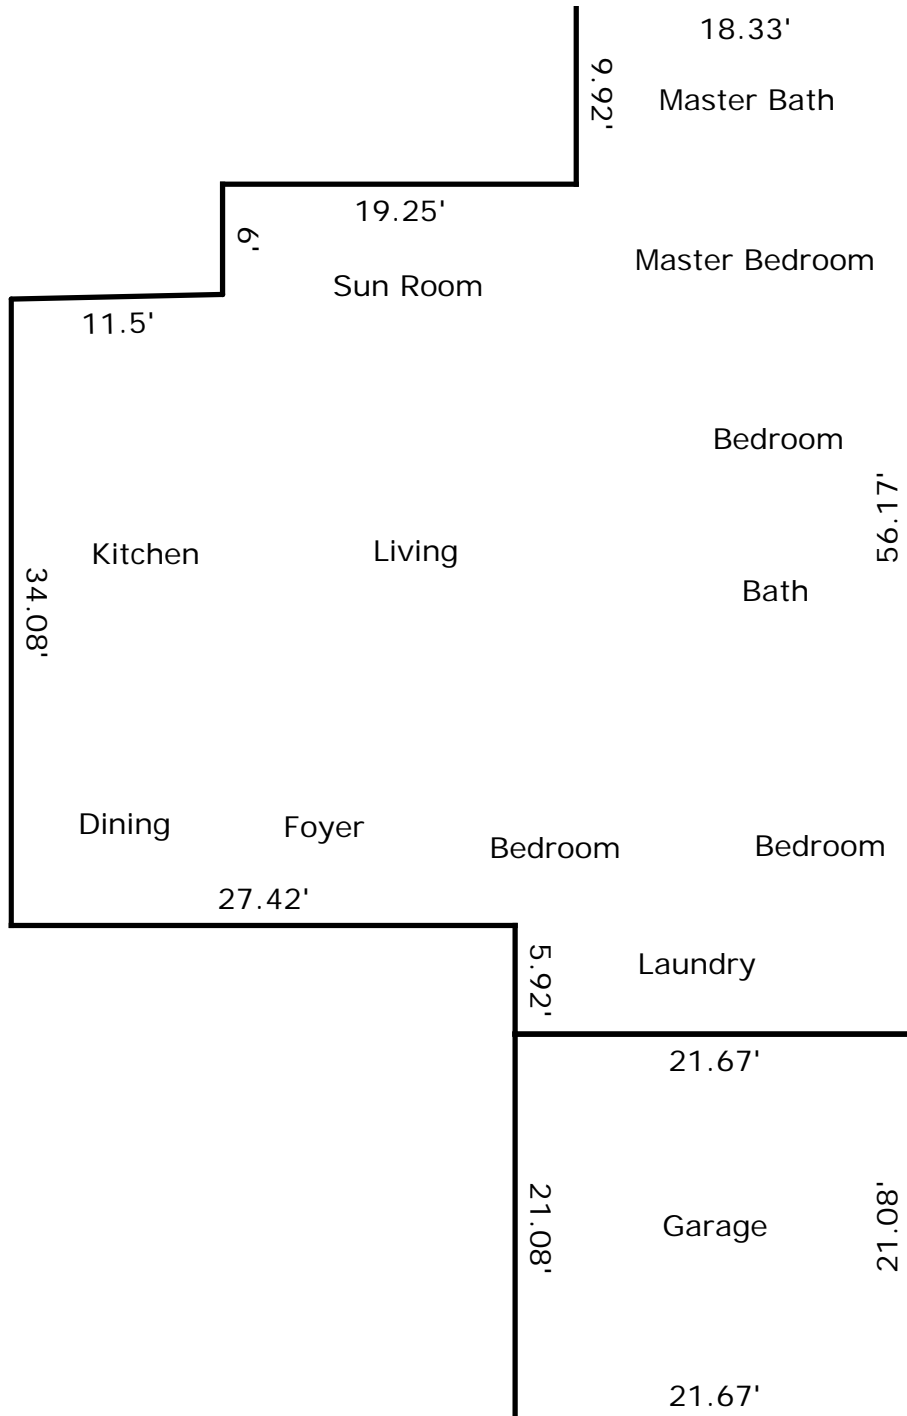 18.33'
9.92'
Master Bath
19.25'
6'
Master Bedroom
Sun Room
11.5'
Bedroom
56.17'
Kitchen
Living
Bath
34.08'
Dining
Foyer
Bedroom
Bedroom
27.42'
5.92'
Laundry
21.67'
21.08'
Garage
21.08'
21.67'